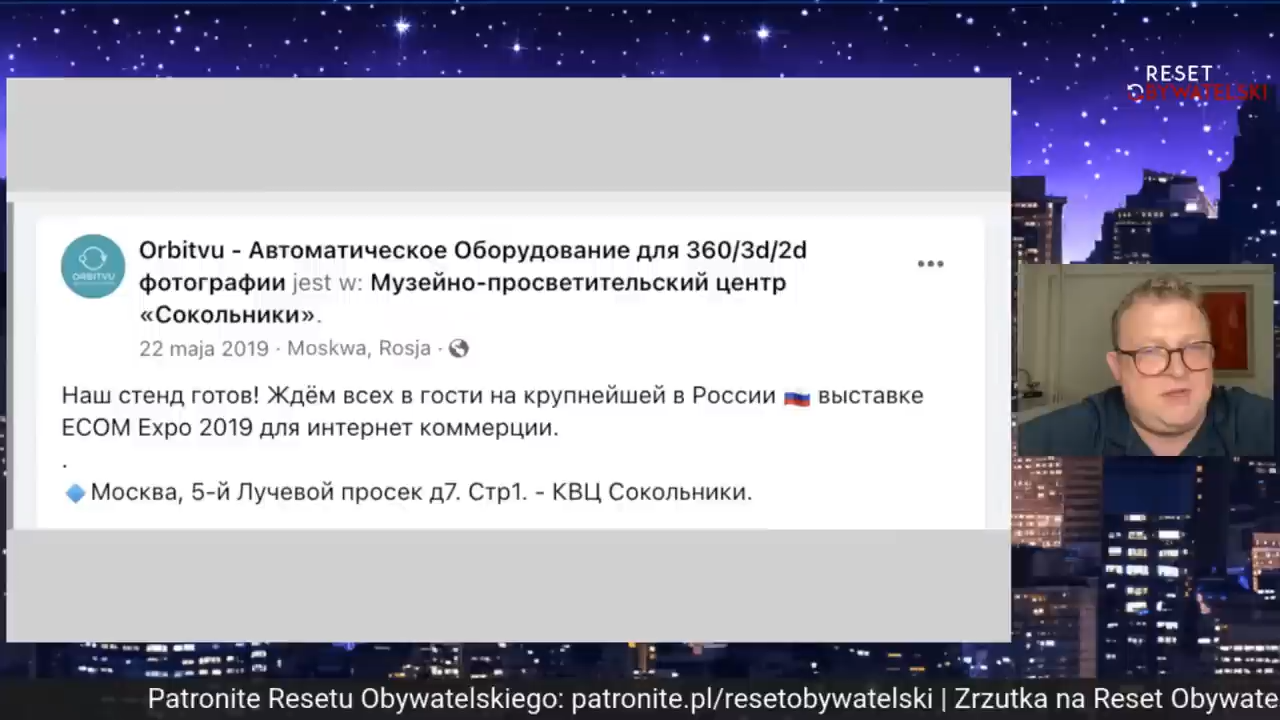 RESET
OBYWATELSKI
ORBITVU
Orbitvu - Автоматическое Оборудование для 360/3d/2d
фотографии jest w: Музейно-просветительский центр
«Сокольники».
22 maja 2019 · Moskwa, Rosja ·
Наш стенд готов! Ждём всех в гости на крупнейшей в России 🇷🇺 выставке
ECOM Expo 2019 для интернет коммерции.
.
🔷Москва, 5-й Лучевой просек д7. Стр1. - КВЦ Сокольники.
Patronite Resetu Obywatelskiego: patronite.pl/resetobywatelski | Zrzutka na Reset Obywate